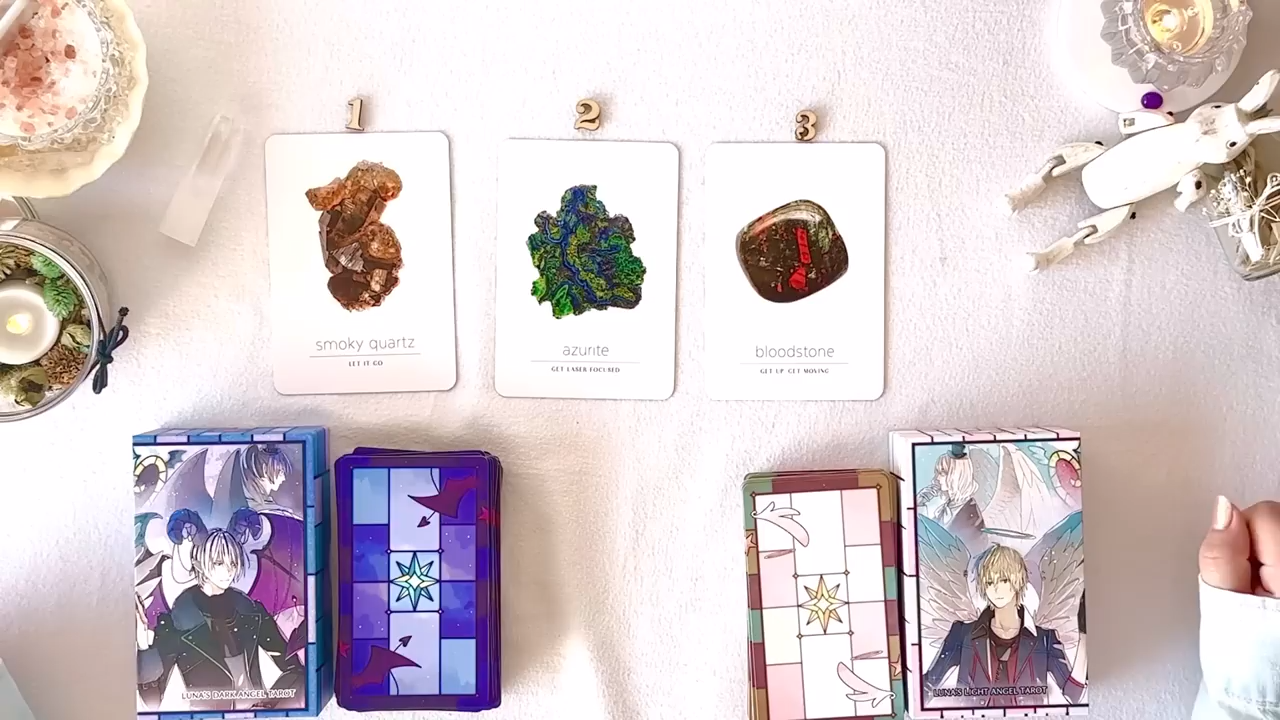 1
2
3
smoky quartz
LET IT GO
azurite
GET LASER FOCUSED
bloodstone
GET UP GET MOVING
LUNA'S DARK ANGEL TAROT
LUNA'S LIGHT ANGEL TAROT